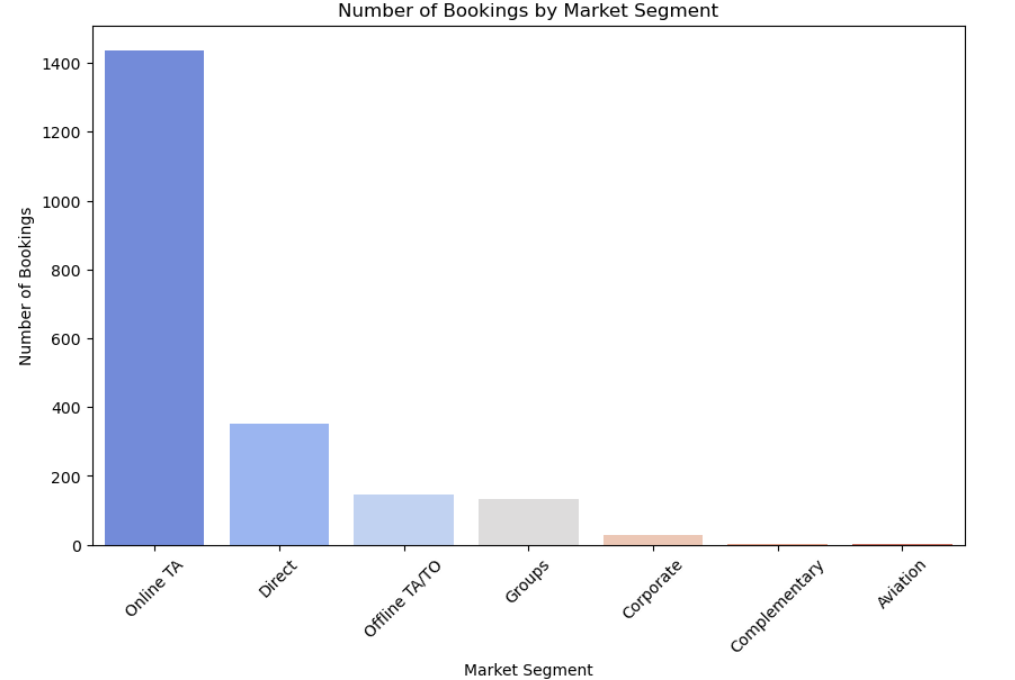 Number of Bookings by Market Segment
Number of Bookings
1400
1200
1000
800
600
400
200
0
Online TA
Direct
Offline TA/TO
Groups
Corporate
Complementary
Aviation
Market Segment